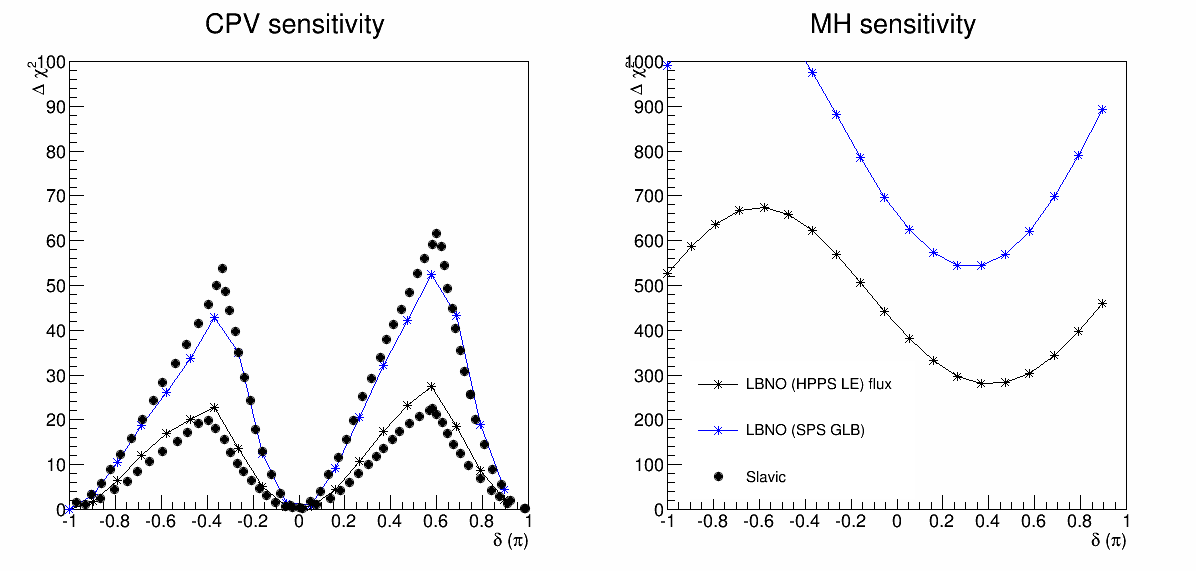 CPV sensitivity
Δ χ²
100
90
80
70
60
50
40
30
20
10
0
-1 -0.8 -0.6 -0.4 -0.2 0 0.2 0.4 0.6 0.8 1
δ (π)
MH sensitivity
Δ χ²
1000
900
800
700
600
500
400
300
200
100
0
LBNO (HPPS LE) flux
LBNO (SPS GLB)
Slavic
-1 -0.8 -0.6 -0.4 -0.2 0 0.2 0.4 0.6 0.8 1
δ (π)